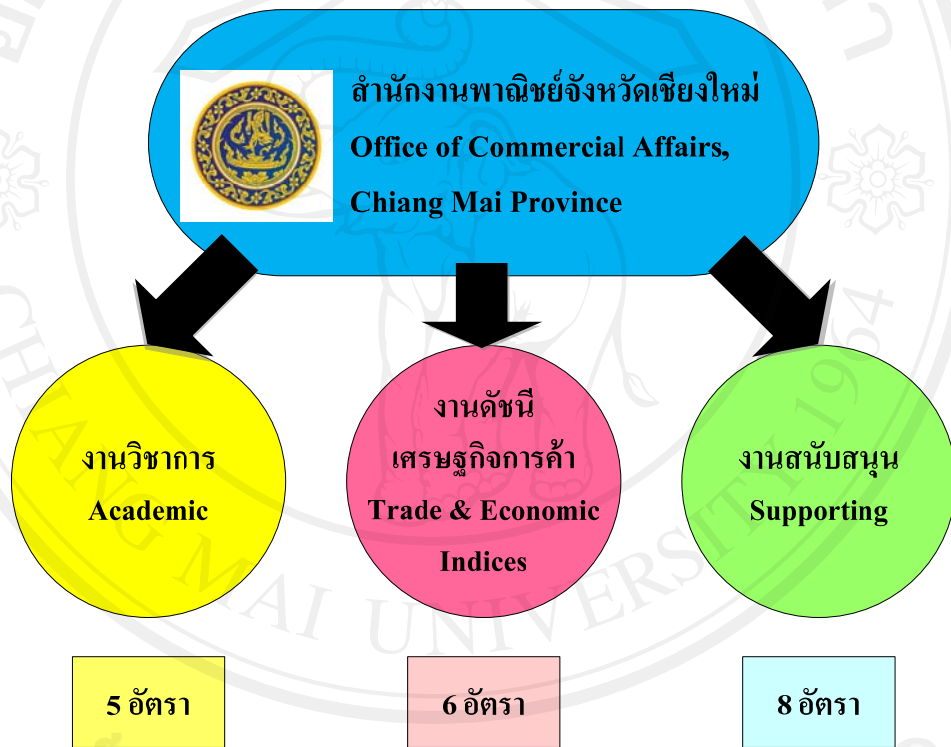 สำนักงานพาณิชย์จังหวัดเชียงใหม่
Office of Commercial Affairs,
Chiang Mai Province
งานวิชาการ
Academic
งานดัชนี
เศรษฐกิจการค้า
Trade & Economic
Indices
งานสนับสนุน
Supporting
5 อัตรา
6 อัตรา
8 อัตรา
CHIANG MAI UNIVERSITY 1964